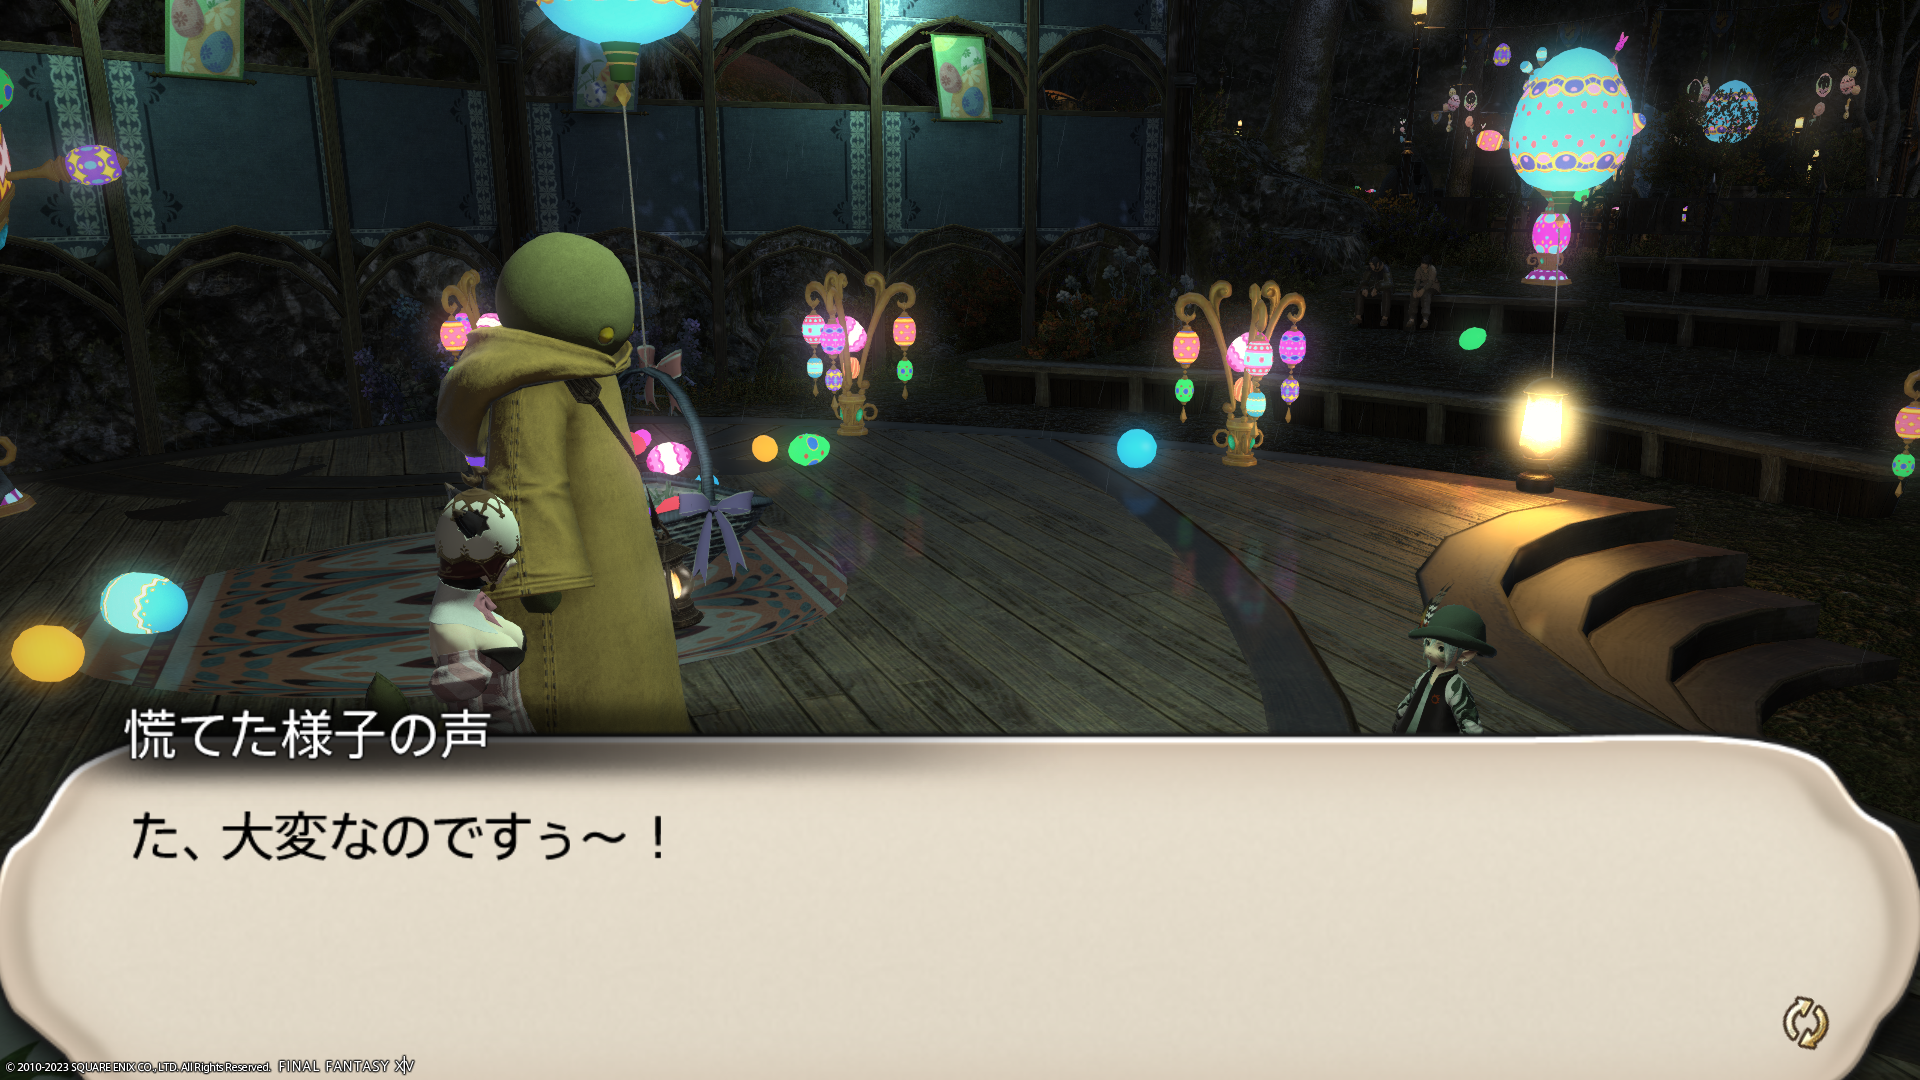 慌てた様子の声
た、大変なのですぅ～！
© 2010-2023 SQUARE ENIX CO., LTD. All Rights Reserved. FINAL FANTASY XIV